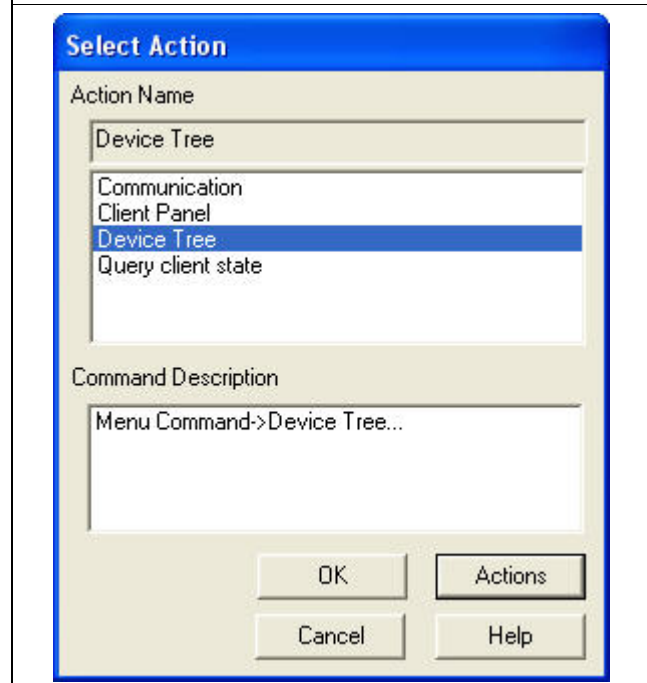 Select Action
Action Name
Device Tree
Communication
Client Panel
Device Tree
Query client state
Command Description
Menu Command->Device Tree...
OK
Actions
Cancel
Help